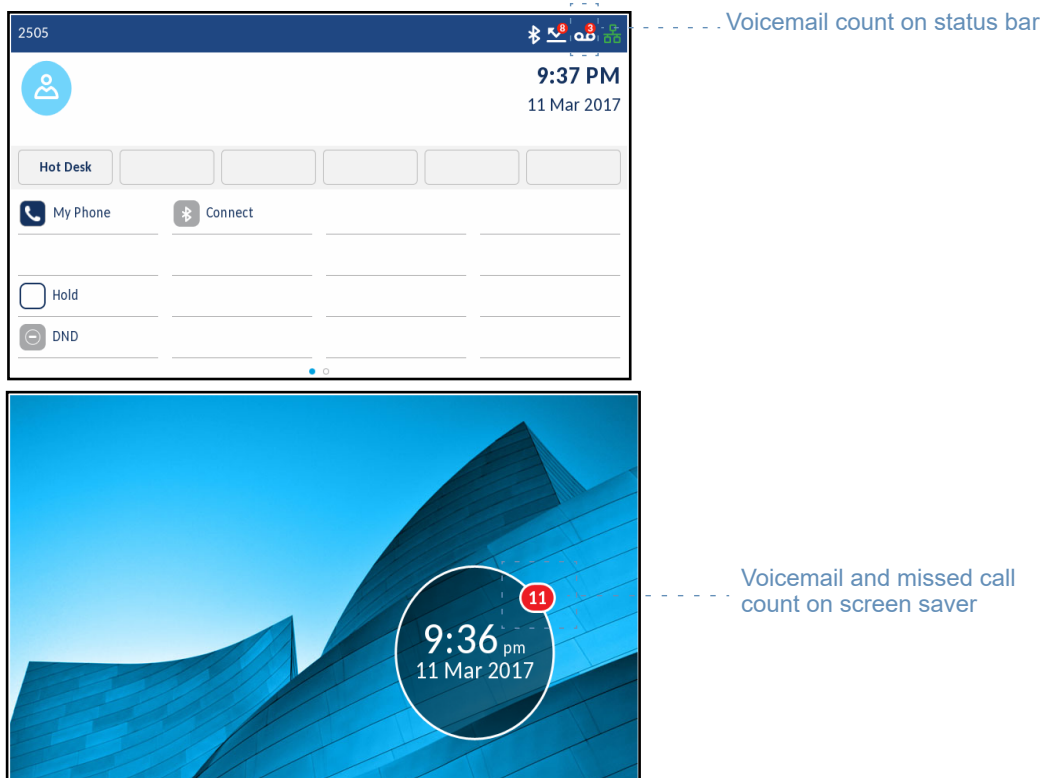 2505
8
3
Voicemail count on status bar
9:37 PM
11 Mar 2017
Hot Desk
My Phone
Connect
Hold
DND
11
Voicemail and missed call
count on screen saver
9:36 pm
11 Mar 2017